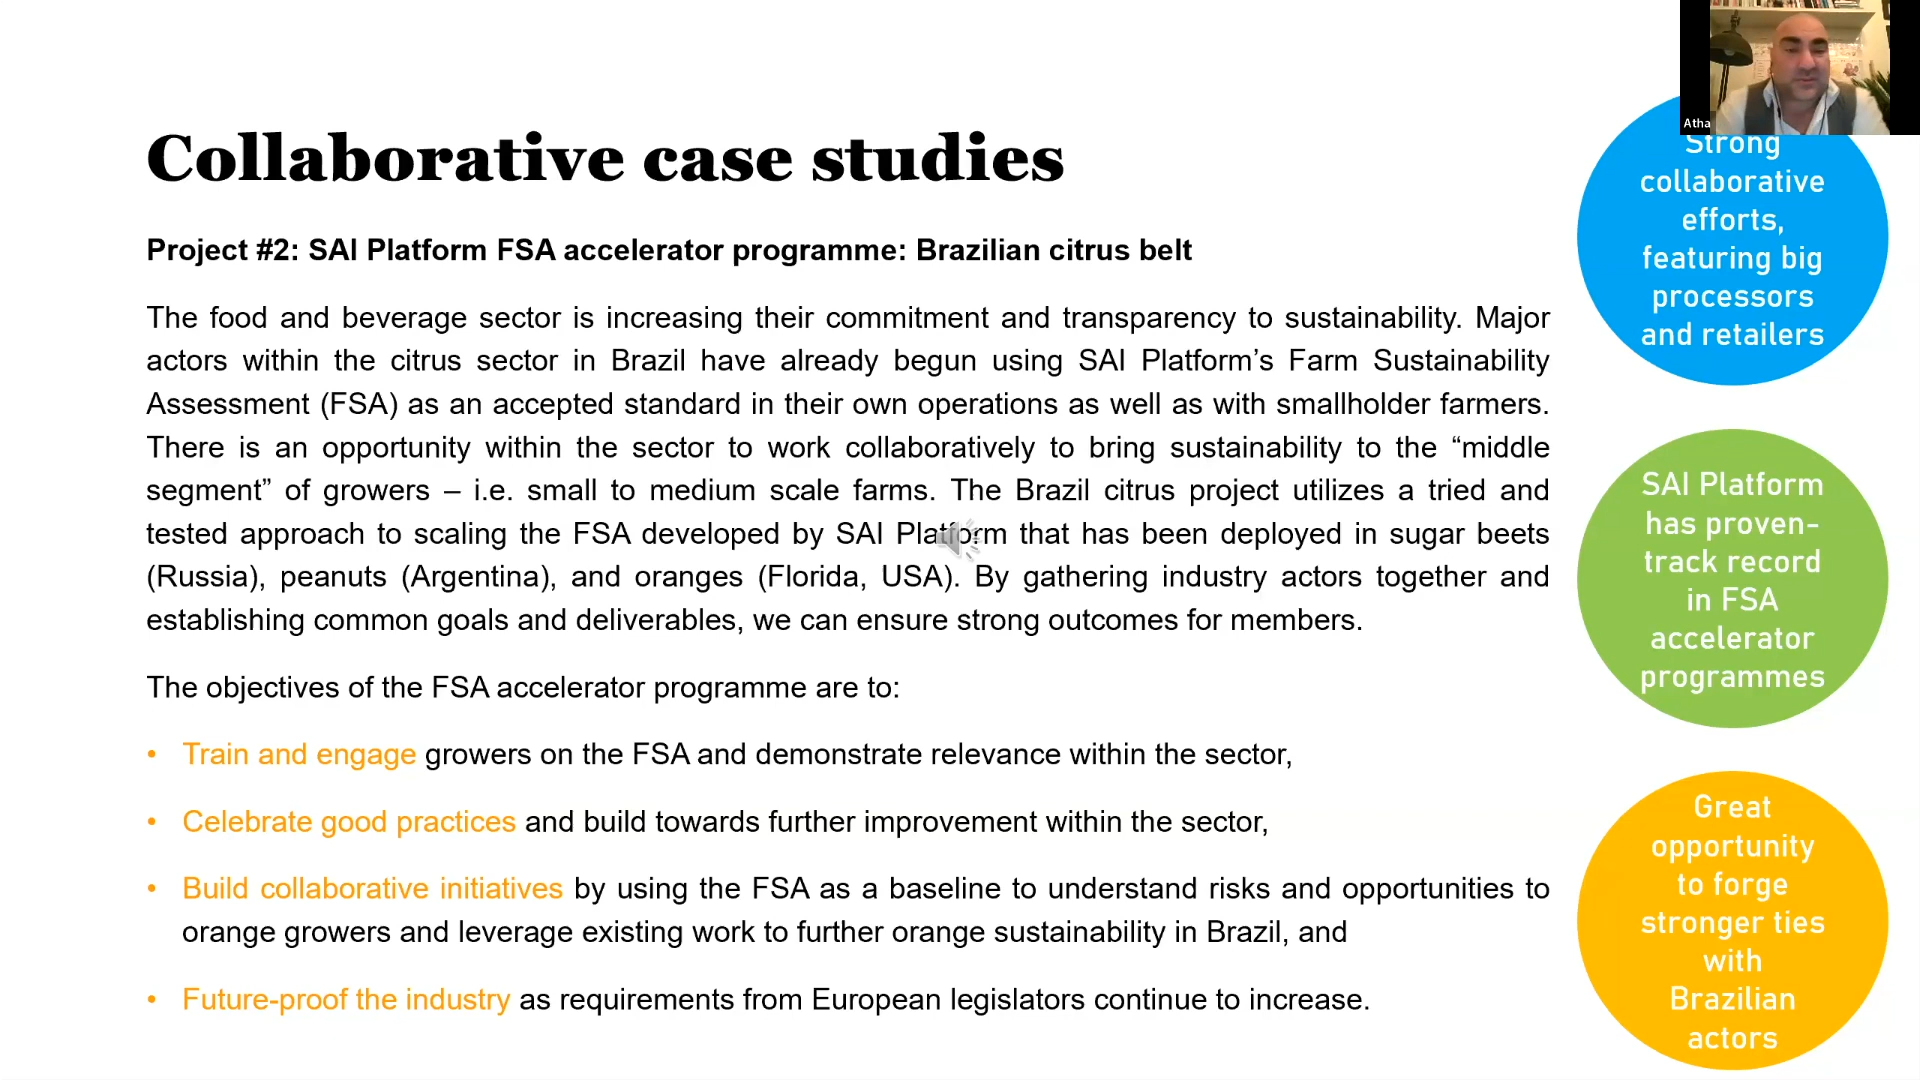 Collaborative case studies
Project #2: SAI Platform FSA accelerator programme: Brazilian citrus belt
The food and beverage sector is increasing their commitment and transparency to sustainability. Major
actors within the citrus sector in Brazil have already begun using SAI Platform’s Farm Sustainability
Assessment (FSA) as an accepted standard in their own operations as well as with smallholder farmers.
There is an opportunity within the sector to work collaboratively to bring sustainability to the “middle
segment” of growers – i.e. small to medium scale farms. The Brazil citrus project utilizes a tried and
tested approach to scaling the FSA developed by SAI Platform that has been deployed in sugar beets
(Russia), peanuts (Argentina), and oranges (Florida, USA). By gathering industry actors together and
establishing common goals and deliverables, we can ensure strong outcomes for members.
The objectives of the FSA accelerator programme are to:
• Train and engage growers on the FSA and demonstrate relevance within the sector,
• Celebrate good practices and build towards further improvement within the sector,
• Build collaborative initiatives by using the FSA as a baseline to understand risks and opportunities to
orange growers and leverage existing work to further orange sustainability in Brazil, and
• Future-proof the industry as requirements from European legislators continue to increase.
Atha
Strong
collaborative
efforts,
featuring big
processors
and retailers
SAI Platform
has proven-
track record
in FSA
accelerator
programmes
Great
opportunity
to forge
stronger ties
with
Brazilian
actors